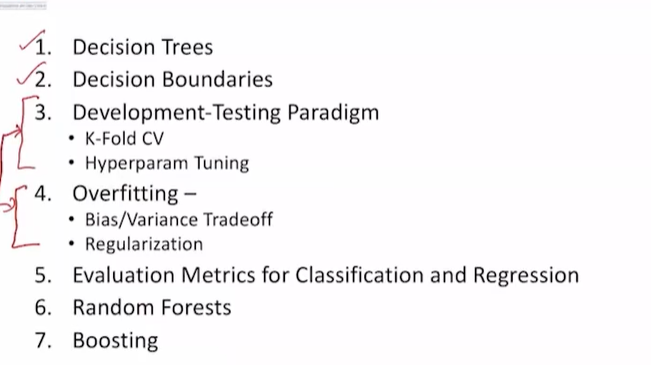 1. Decision Trees
2. Decision Boundaries
3. Development-Testing Paradigm
• K-Fold CV
• Hyperparam Tuning
4. Overfitting –
• Bias/Variance Tradeoff
• Regularization
5. Evaluation Metrics for Classification and Regression
6. Random Forests
7. Boosting